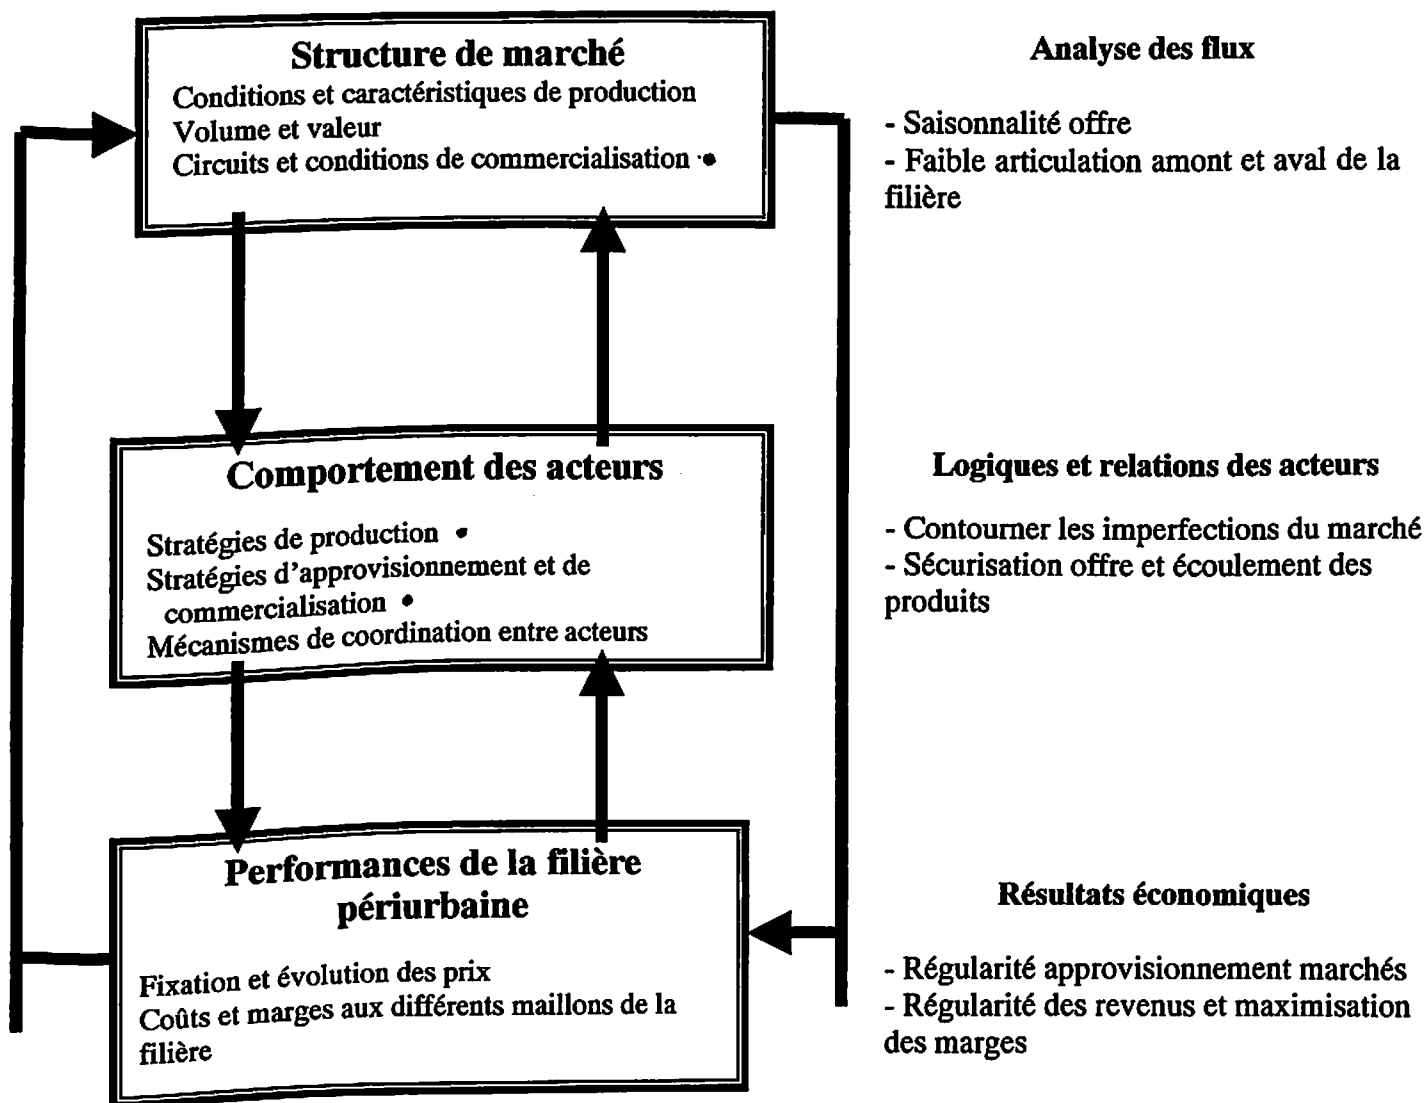 Structure de marché
Conditions et caractéristiques de production
Volume et valeur
Circuits et conditions de commercialisation •
Analyse des flux
- Saisonnalité offre
- Faible articulation amont et aval de la
filière
Comportement des acteurs
Stratégies de production •
Stratégies d’approvisionnement et de
commercialisation •
Mécanismes de coordination entre acteurs
Logiques et relations des acteurs
- Contourner les imperfections du marché
- Sécurisation offre et écoulement des
produits
Performances de la filière
périurbaine
Fixation et évolution des prix
Coûts et marges aux différents maillons de la
filière
Résultats économiques
- Régularité approvisionnement marchés
- Régularité des revenus et maximisation
des marges